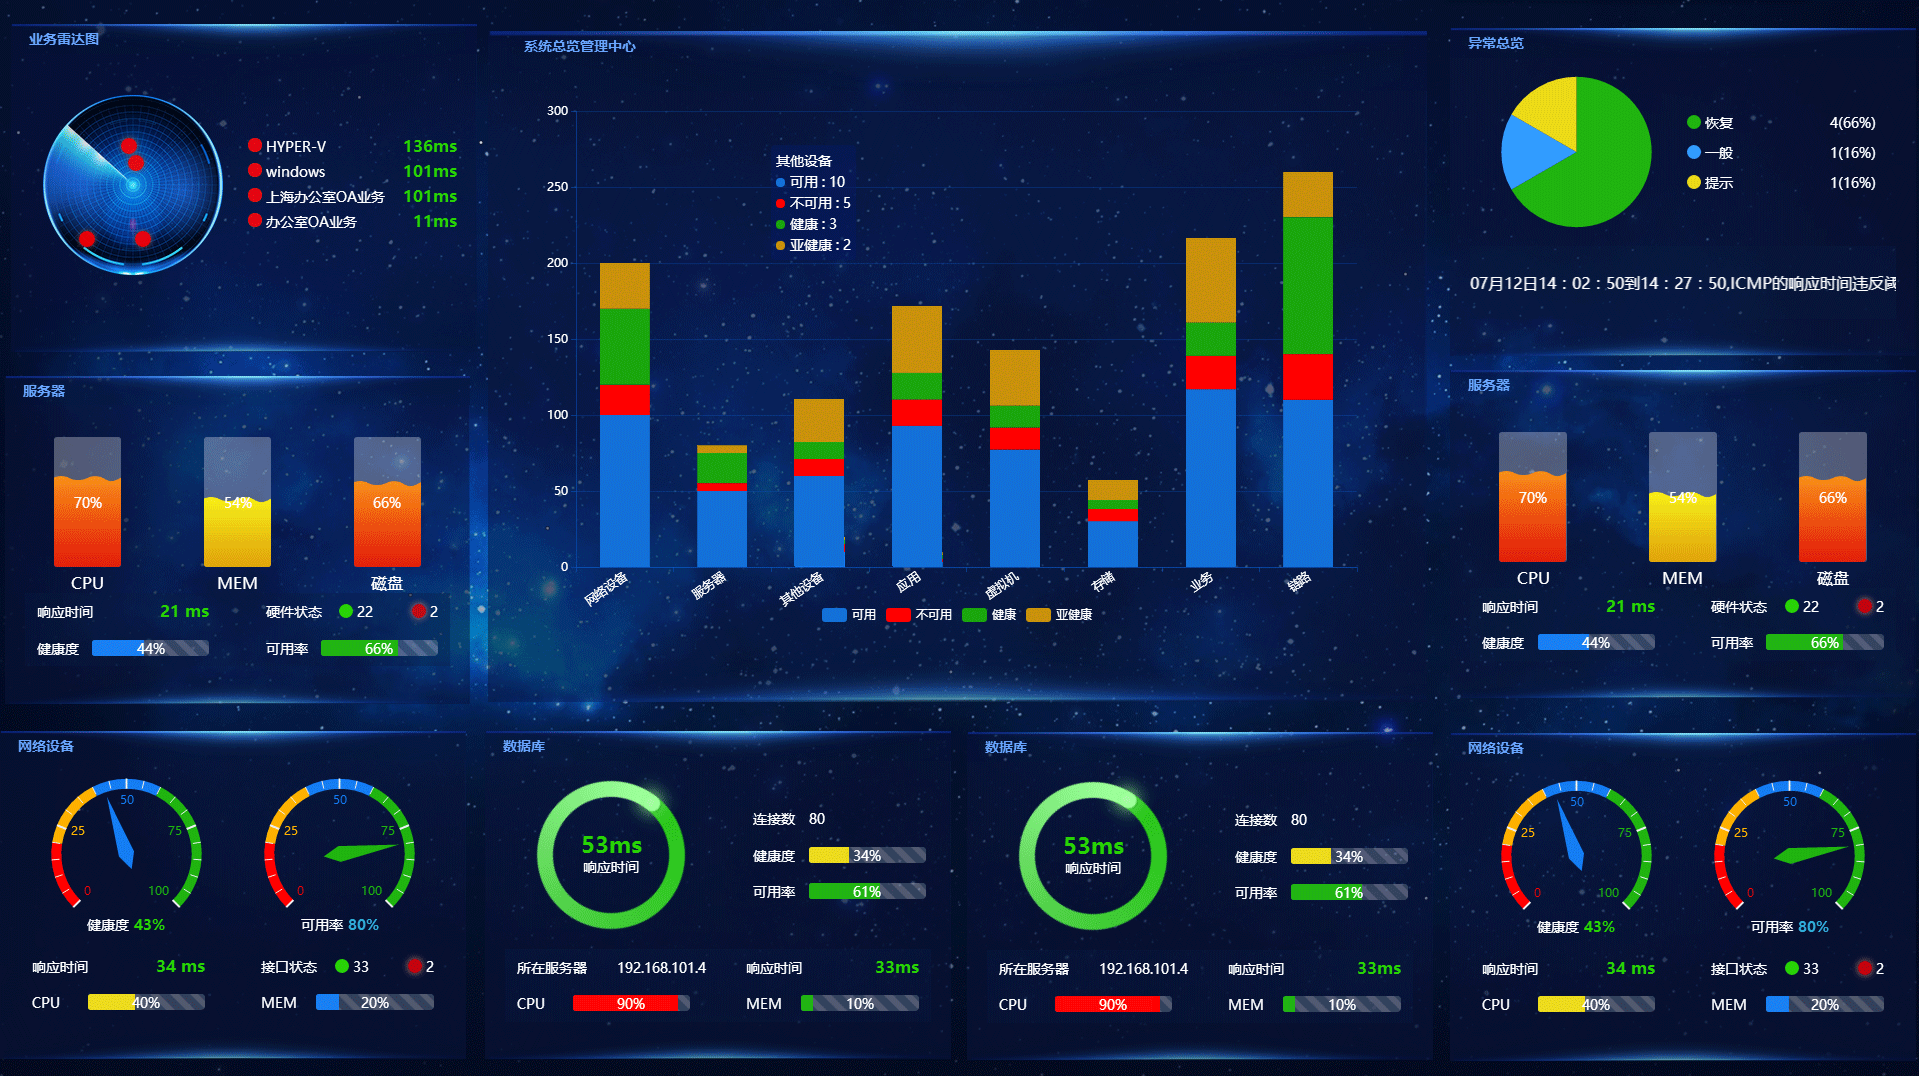 业务雷达图
HYPER-V 136ms
windows 101ms
上海办公室OA业务 101ms
办公室OA业务 11ms
系统总览管理中心
300
250
200
150
100
50
0
其他设备
可用 : 10
不可用 : 5
健康 : 3
亚健康 : 2
网络设备 服务器 其他设备 应用 虚拟机 存储 业务 链路
可用 不可用 健康 亚健康
异常总览
恢复 4(66%)
一般 1(16%)
提示 1(16%)
07月12日14：02：50到14：27：50,ICMP的响应时间违反
服务器
70% 54% 66%
CPU MEM 磁盘
响应时间 21 ms 硬件状态 22 2
健康度 44% 可用率 66%
服务器
70% 54% 66%
CPU MEM 磁盘
响应时间 21 ms 硬件状态 22 2
健康度 44% 可用率 66%
网络设备
0 25 50 75 100
健康度 43%
0 25 50 75 100
可用率 80%
响应时间 34 ms 接口状态 33 2
CPU 40% MEM 20%
数据库
53ms
响应时间
连接数 80
健康度 34%
可用率 61%
所在服务器 192.168.101.4 响应时间 33ms
CPU 90% MEM 10%
数据库
53ms
响应时间
连接数 80
健康度 34%
可用率 61%
所在服务器 192.168.101.4 响应时间 33ms
CPU 90% MEM 10%
网络设备
0 25 50 75 100
健康度 43%
0 25 50 75 100
可用率 80%
响应时间 34 ms 接口状态 33 2
CPU 40% MEM 20%